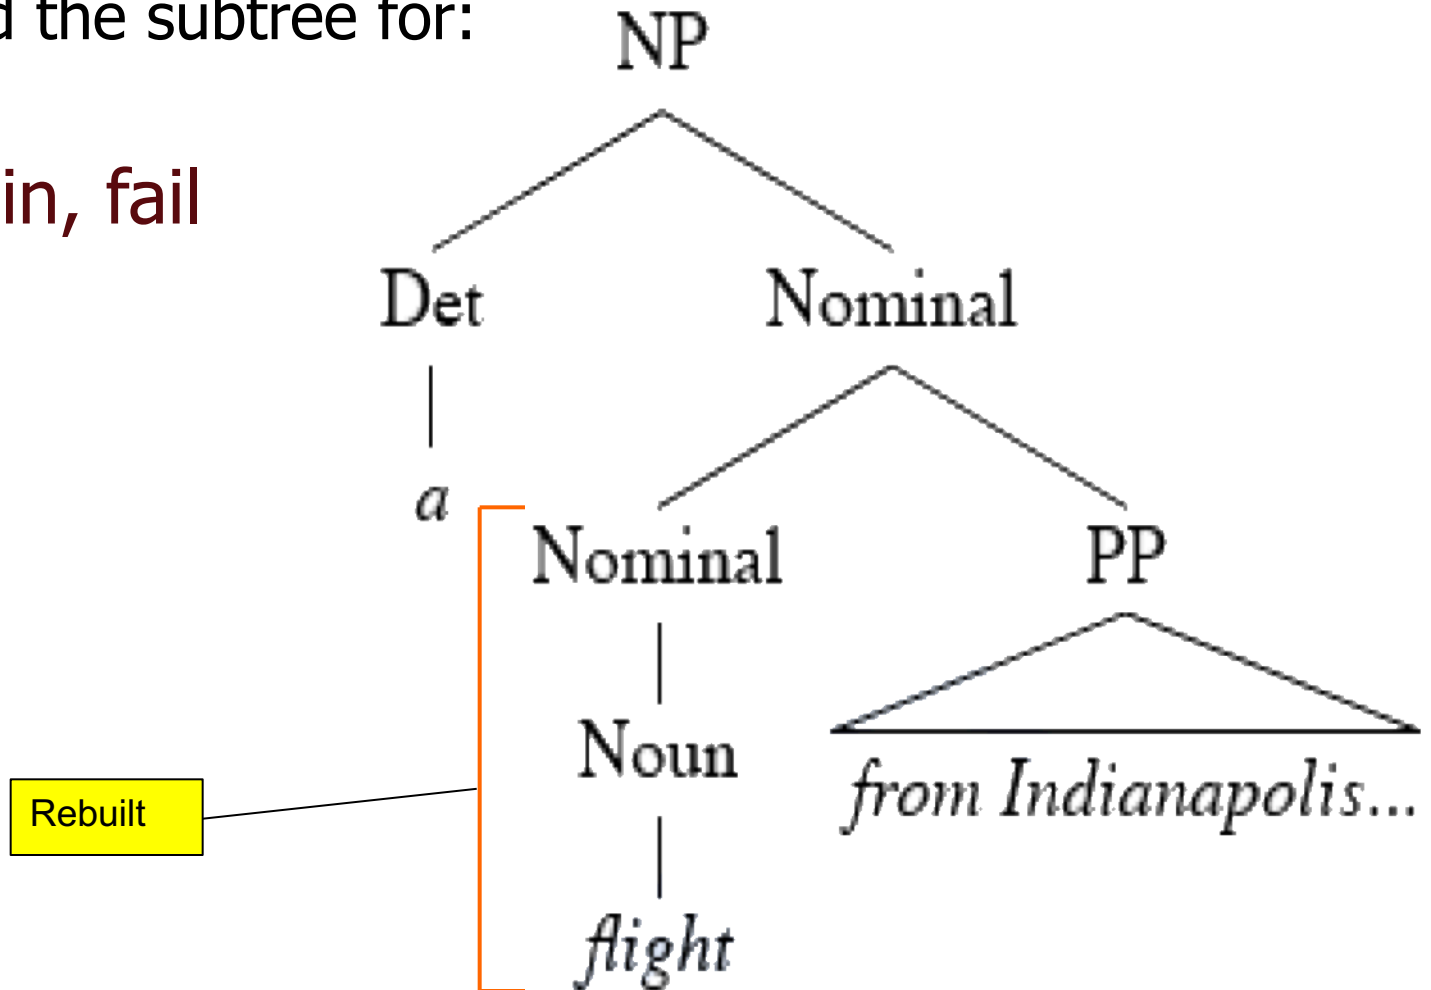 d the subtree for:
NP
in, fail
Det Nominal
a
Nominal PP
Noun
from Indianapolis...
Rebuilt
flight